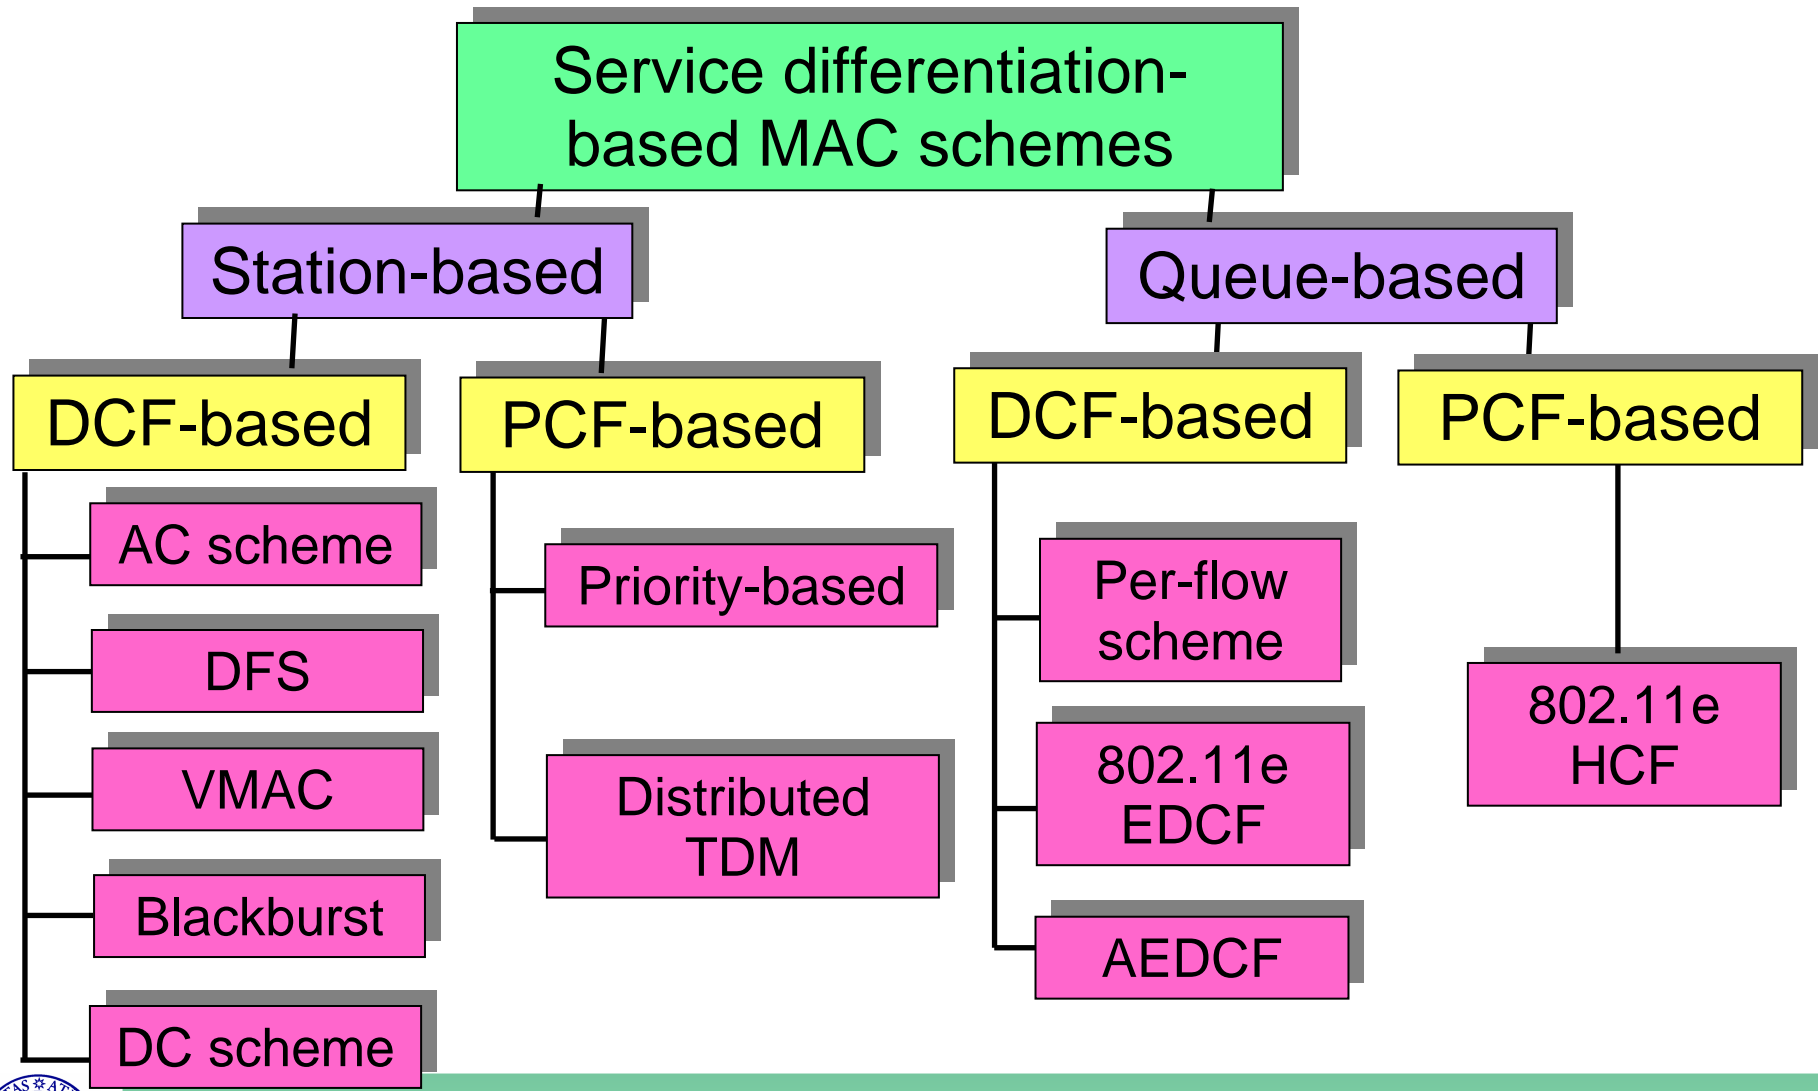 Service differentiation-
based MAC schemes
Station-based
Queue-based
DCF-based
PCF-based
DCF-based
PCF-based
AC scheme
DFS
VMAC
Blackburst
DC scheme
Priority-based
Distributed
TDM
Per-flow
scheme
802.11e
EDCF
AEDCF
802.11e
HCF